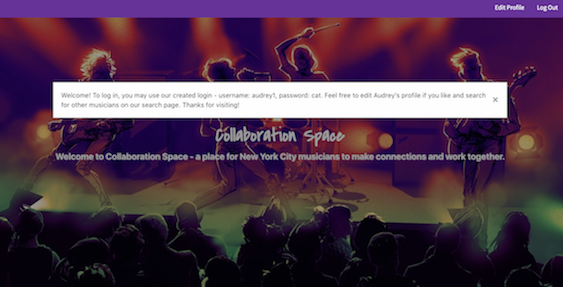 Edit Profile Log Out
Welcome! To log in, you may use our created login - username: audrey1, password: cat. Feel free to edit Audrey's profile if you like and search
for other musicians on our search page. Thanks for visiting!
×
Collaboration Space
Welcome to Collaboration Space - a place for New York City musicians to make connections and work together.